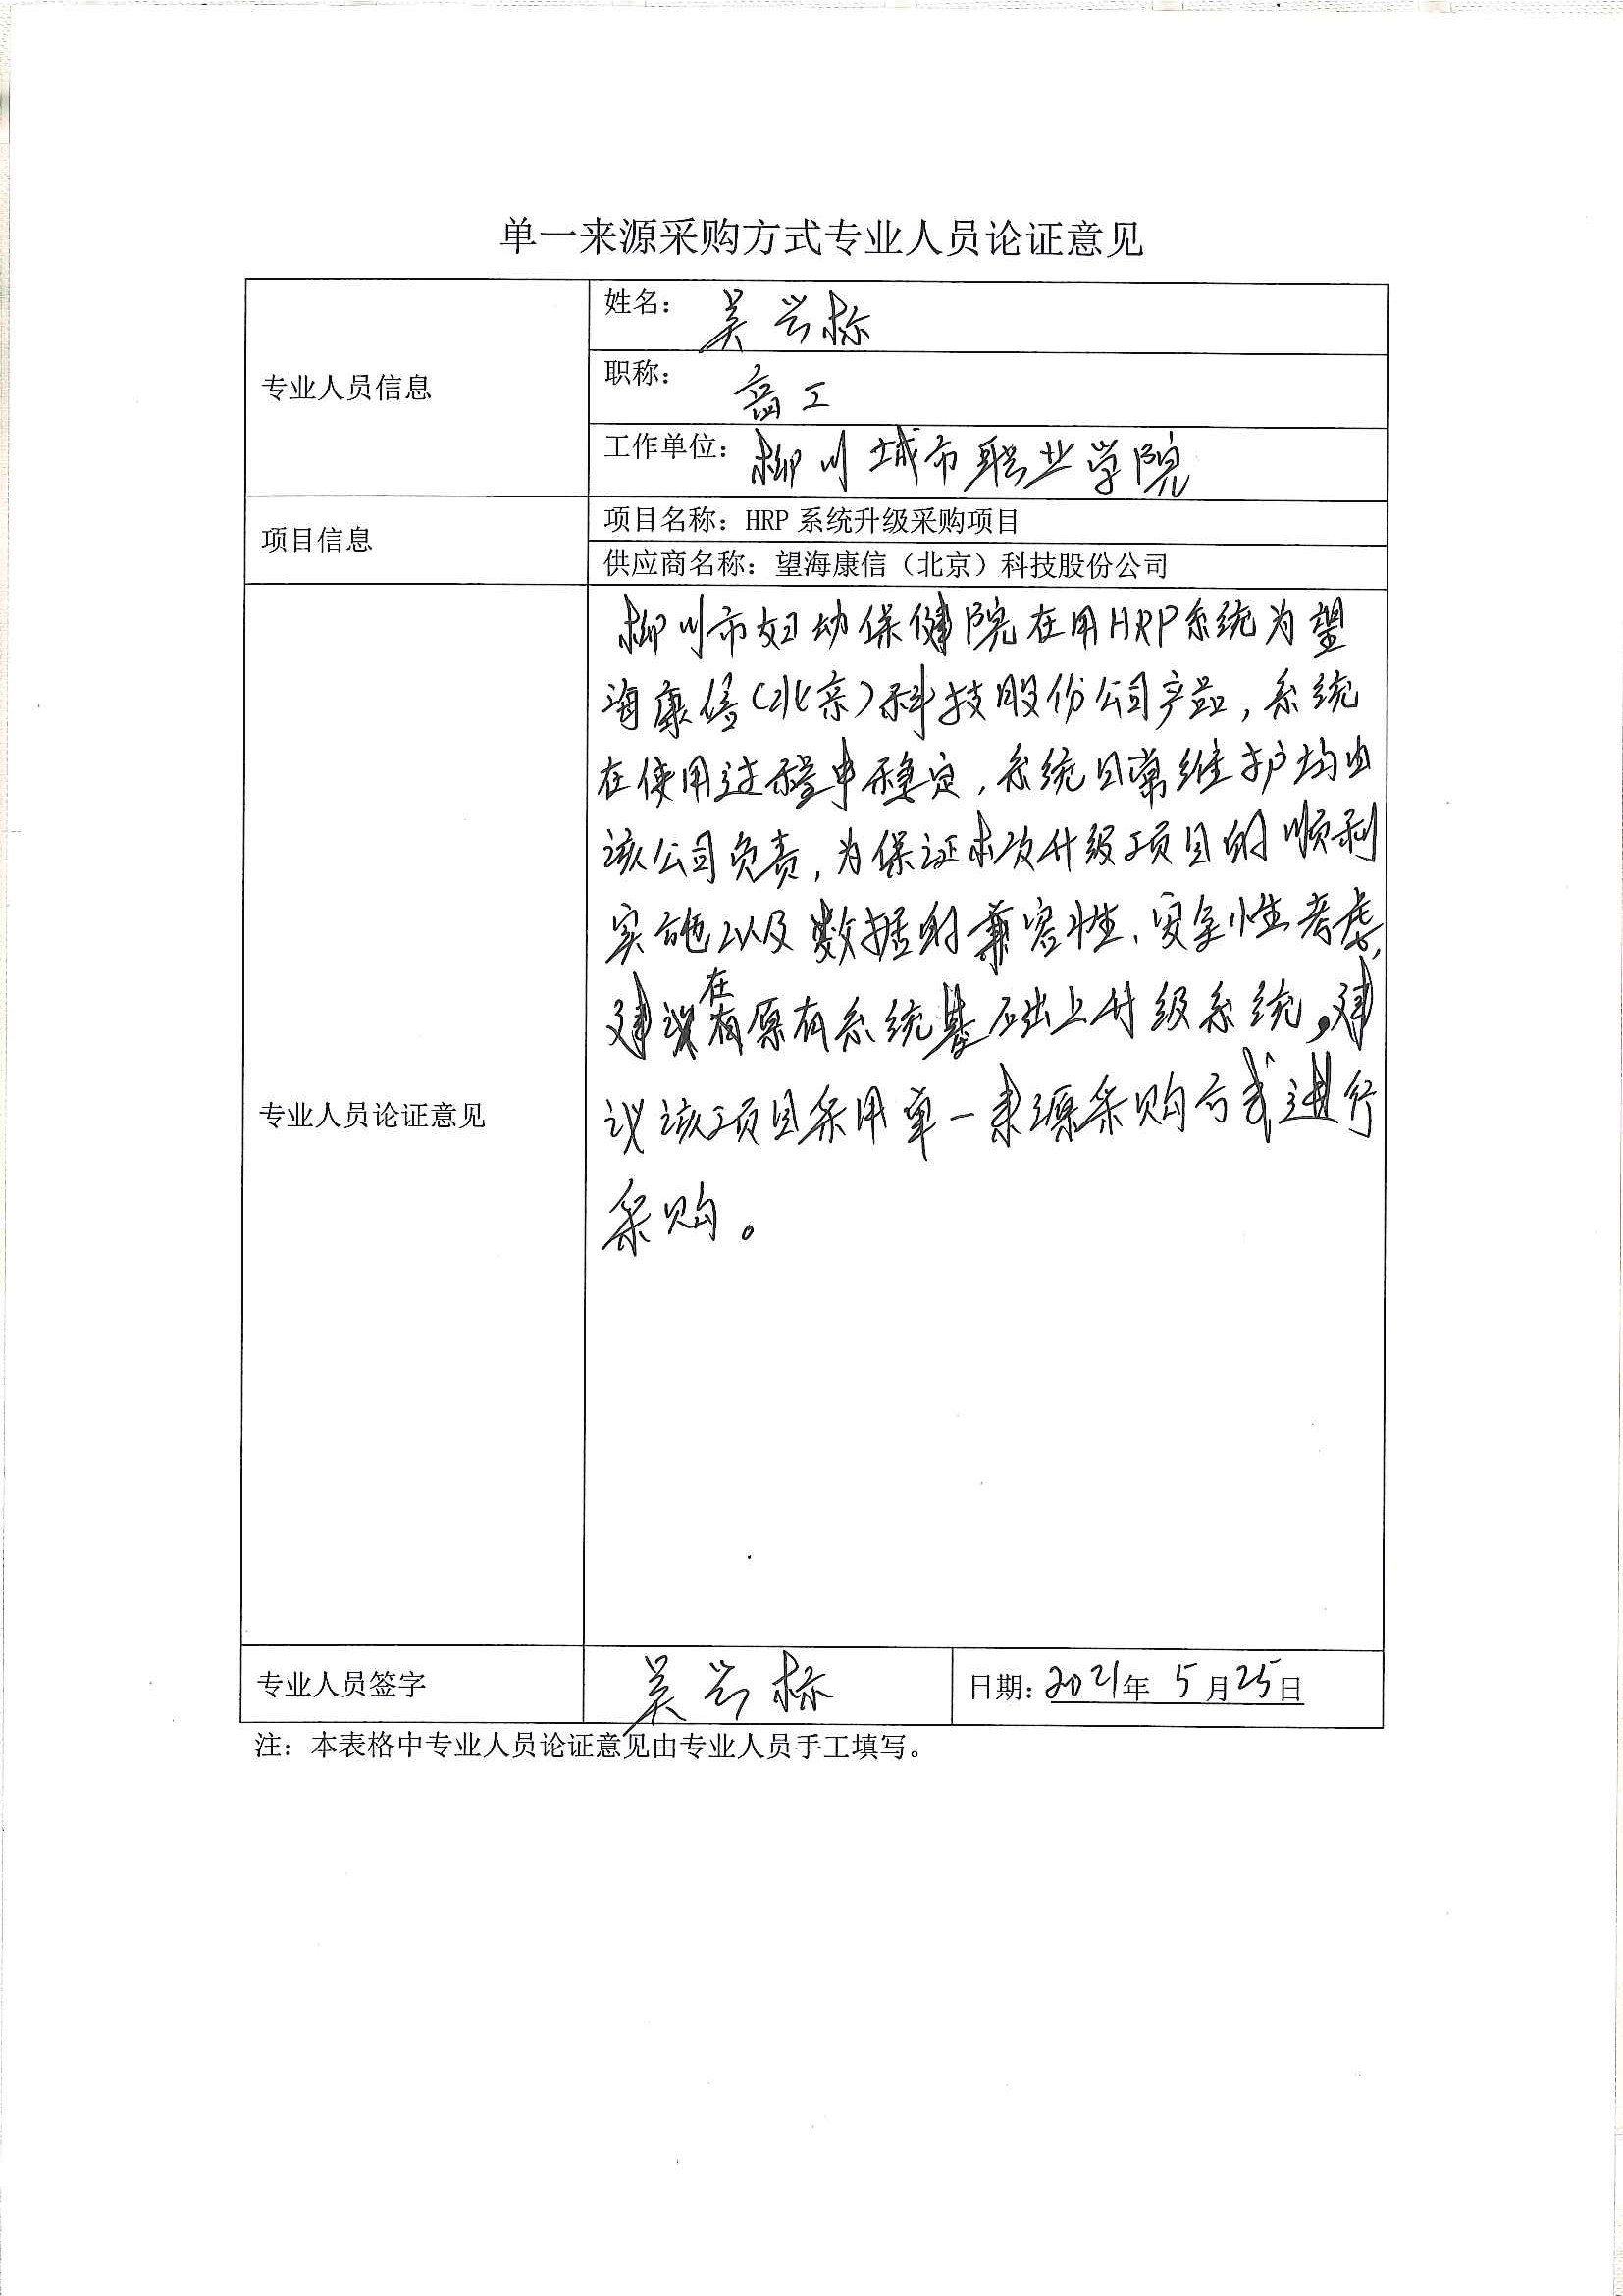 单一来源采购方式专业人员论证意见
专业人员信息
姓名：吴兴标
职称：高工
工作单位：柳州城市职业学院
项目信息
项目名称：HRP 系统升级采购项目
供应商名称：望海康信（北京）科技股份公司
专业人员论证意见
柳州市妇幼保健院在用HRP系统为望
海康信（北京）科技股份公司产品，系统
在使用过程中稳定，系统日常维护均由
该公司负责，为保证本次升级项目的顺利
实施以及数据的兼容性、安全性考虑，
建议在原有系统基础上升级系统，建
议该项目采用单一来源采购方式进行
采购。
专业人员签字
吴兴标
日期：2021年 5月25日
注：本表格中专业人员论证意见由专业人员手工填写。